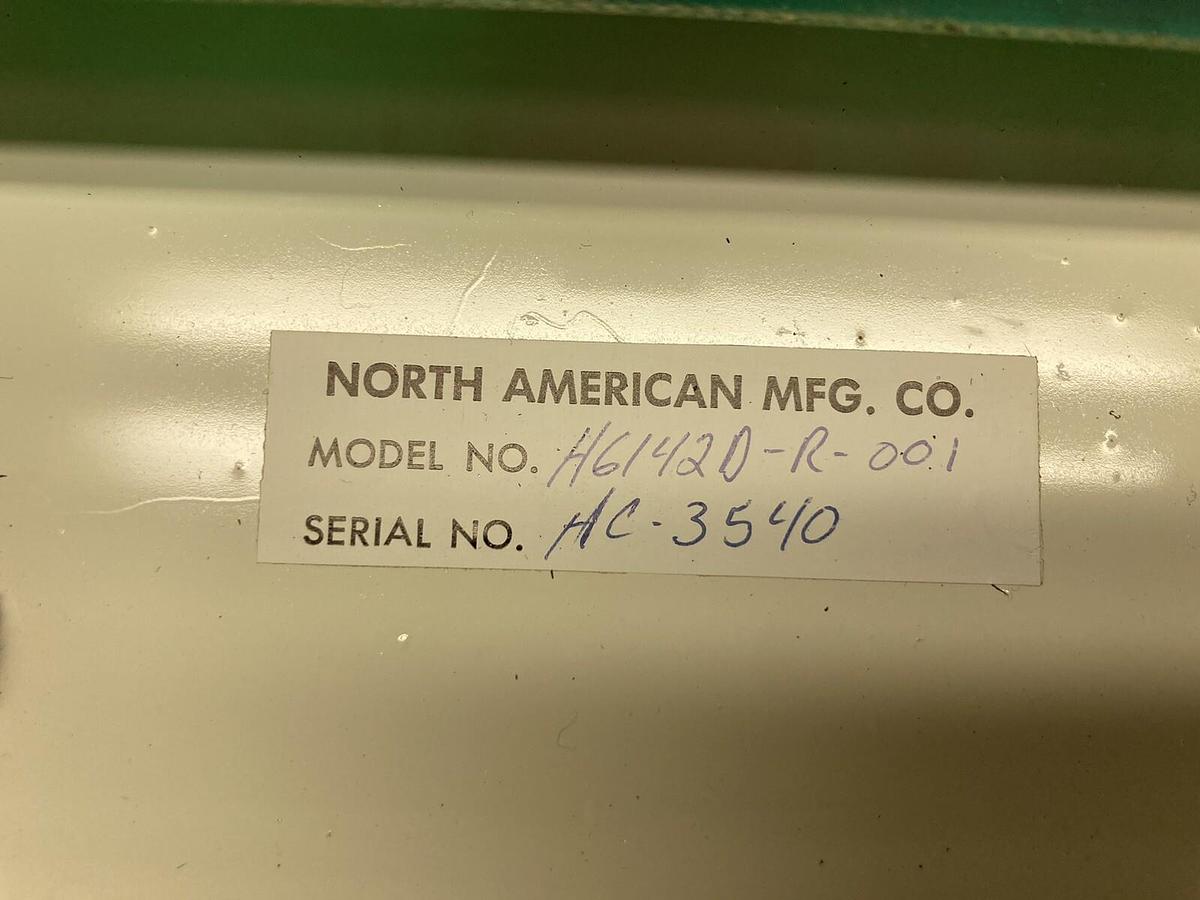 NORTH AMERICAN MFG. CO.
MODEL NO. H6142D-R-001
SERIAL NO. HC-3540